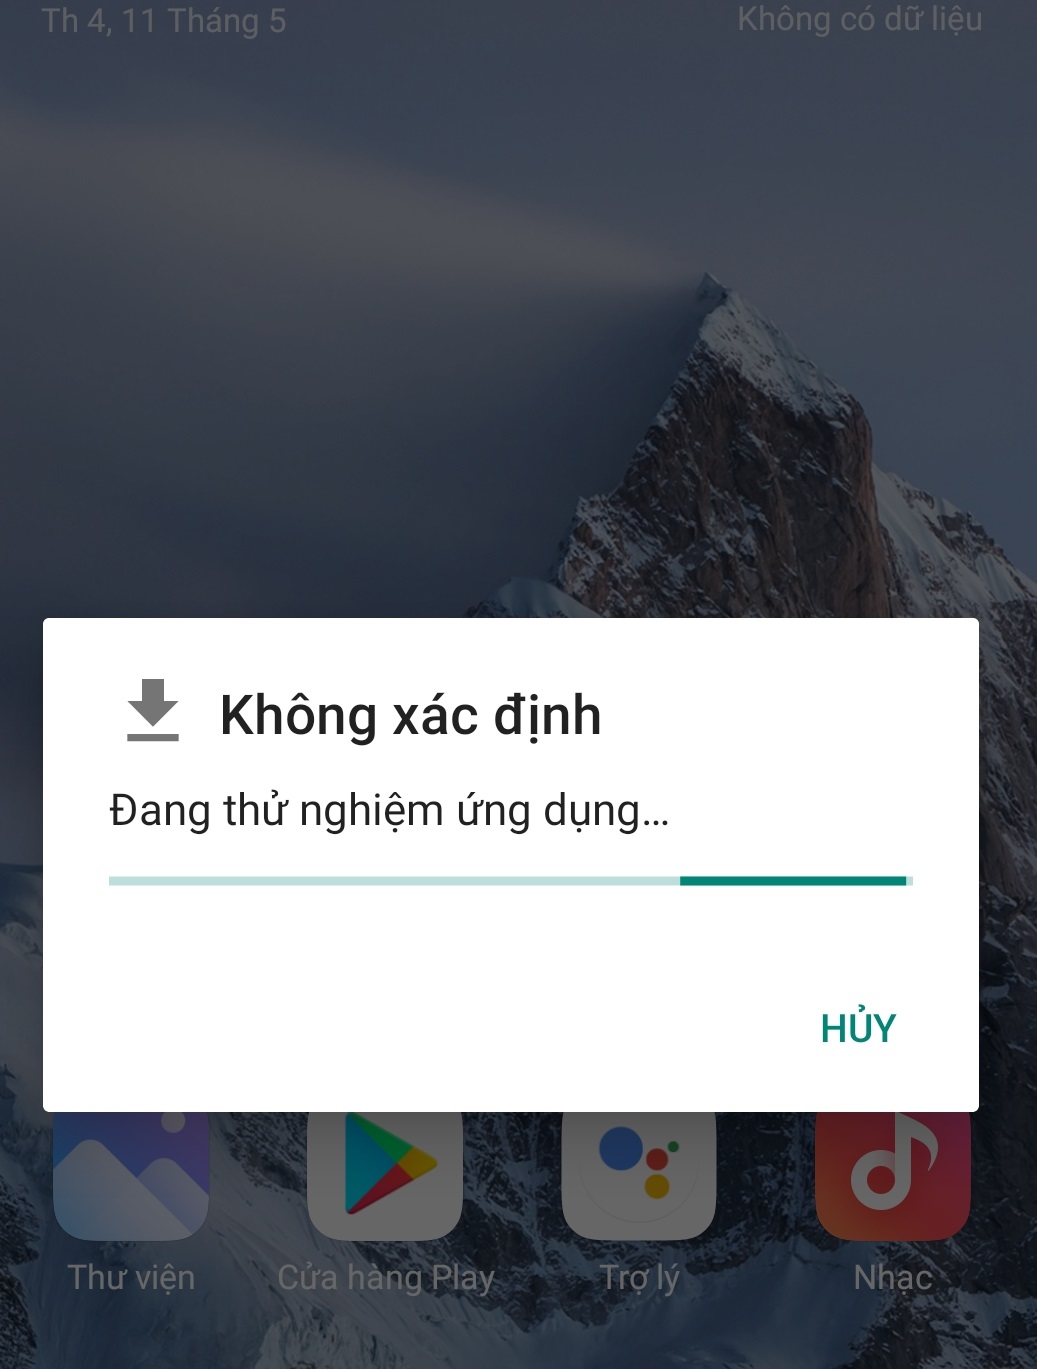 Th 4, 11 Tháng 5
Không có dữ liệu
Không xác định
Đang thử nghiệm ứng dụng...
HỦY
Thư viện
Cửa hàng Play
Trợ lý
Nhạc